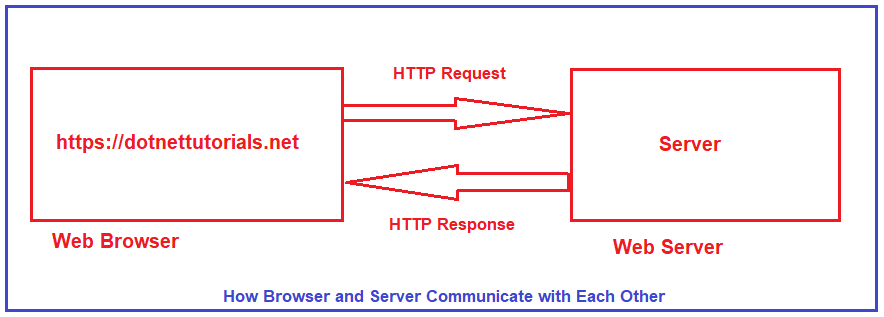 HTTP Request
https://dotnettutorials.net
Server
HTTP Response
Web Browser
Web Server
How Browser and Server Communicate with Each Other